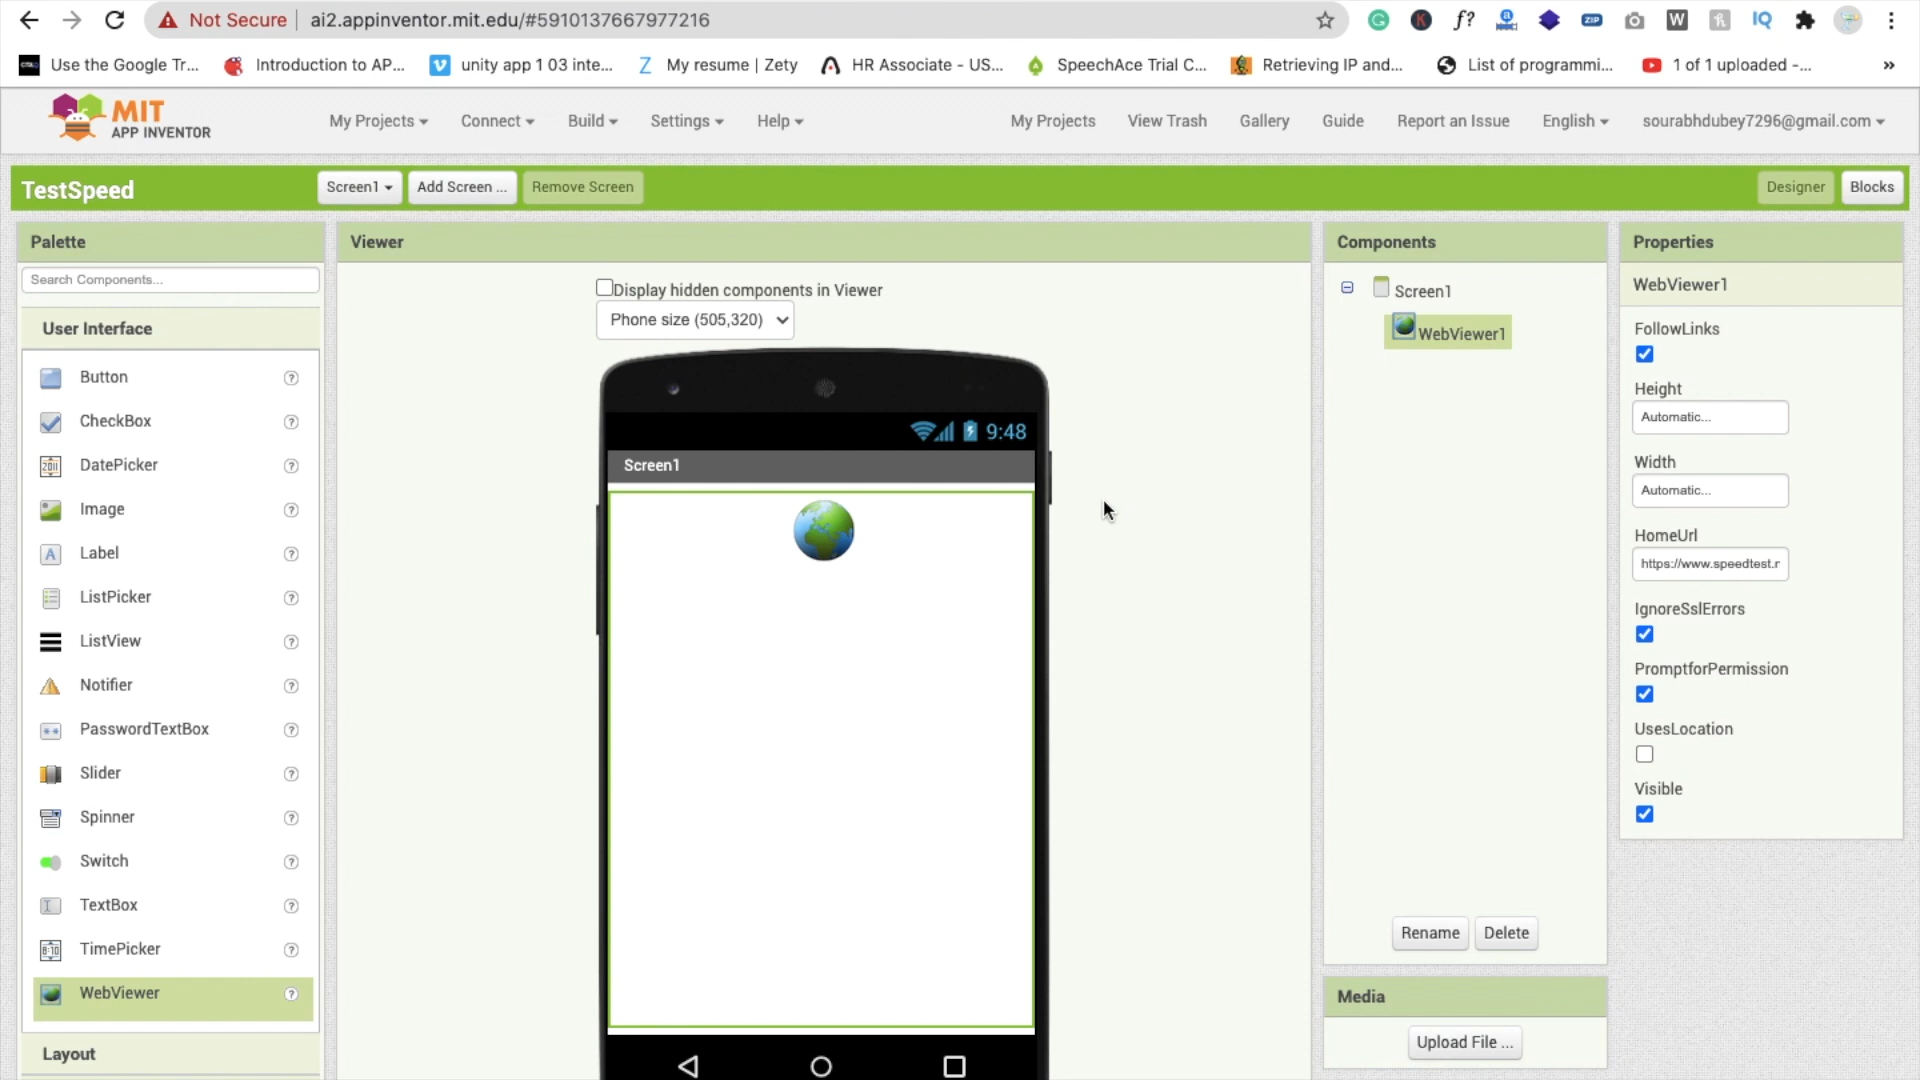 Not Secure
ai2.appinventor.mit.edu/#5910137667977216
Use the Google Tr...
Introduction to AP...
unity app 1 03 inte...
My resume | Zety
HR Associate - US...
SpeechAce Trial C...
Retrieving IP and...
List of programmi...
1 of 1 uploaded -...
MIT
APP INVENTOR
My Projects
Connect
Build
Settings
Help
My Projects
View Trash
Gallery
Guide
Report an Issue
English
sourabhdubey7296@gmail.com
TestSpeed
Screen1
Add Screen ...
Remove Screen
Designer
Blocks
Palette
Search Components...
User Interface
Button
CheckBox
DatePicker
Image
Label
ListPicker
ListView
Notifier
PasswordTextBox
Slider
Spinner
Switch
TextBox
TimePicker
WebViewer
Layout
Viewer
Display hidden components in Viewer
Phone size (505,320)
9:48
Screen1
Components
Screen1
WebViewer1
Rename
Delete
Media
Upload File ...
Properties
WebViewer1
FollowLinks
Height
Automatic...
Width
Automatic...
HomeUrl
https://www.speedtest.r
IgnoreSslErrors
PromptforPermission
UsesLocation
Visible